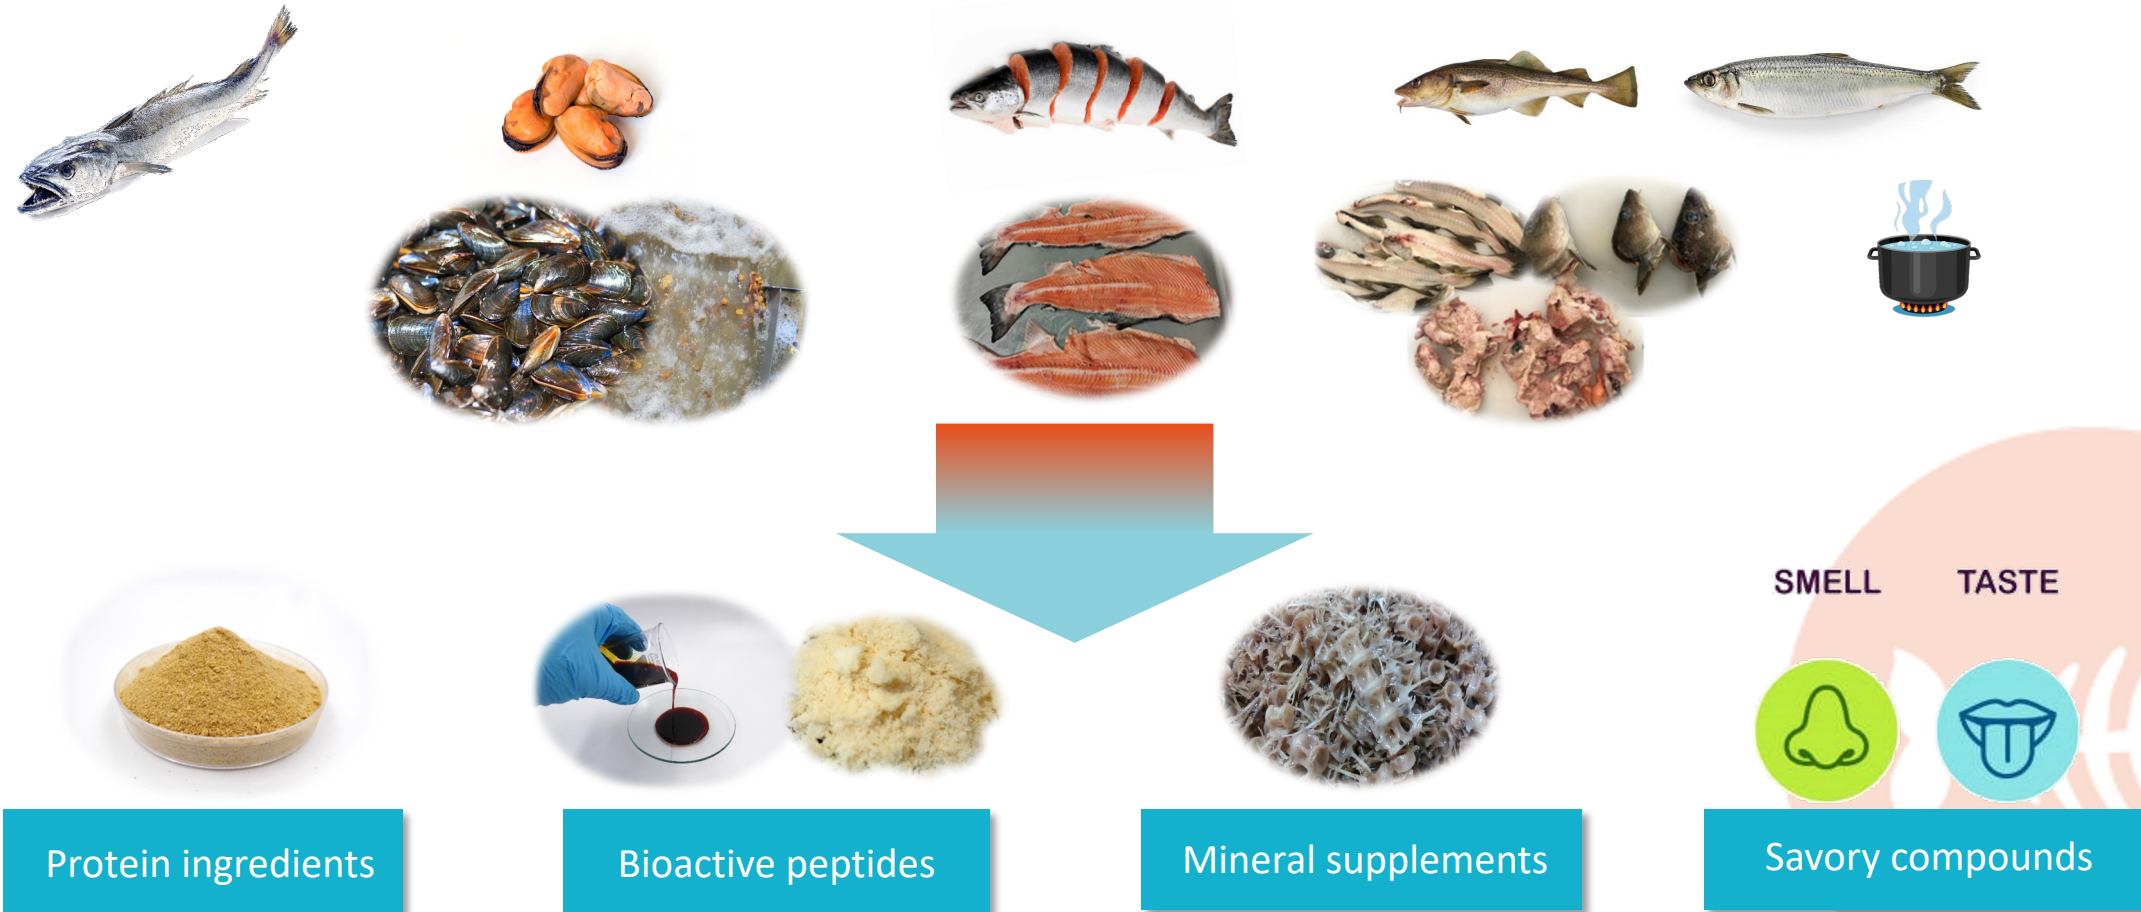 SMELL TASTE
Protein ingredients
Bioactive peptides
Mineral supplements
Savory compounds